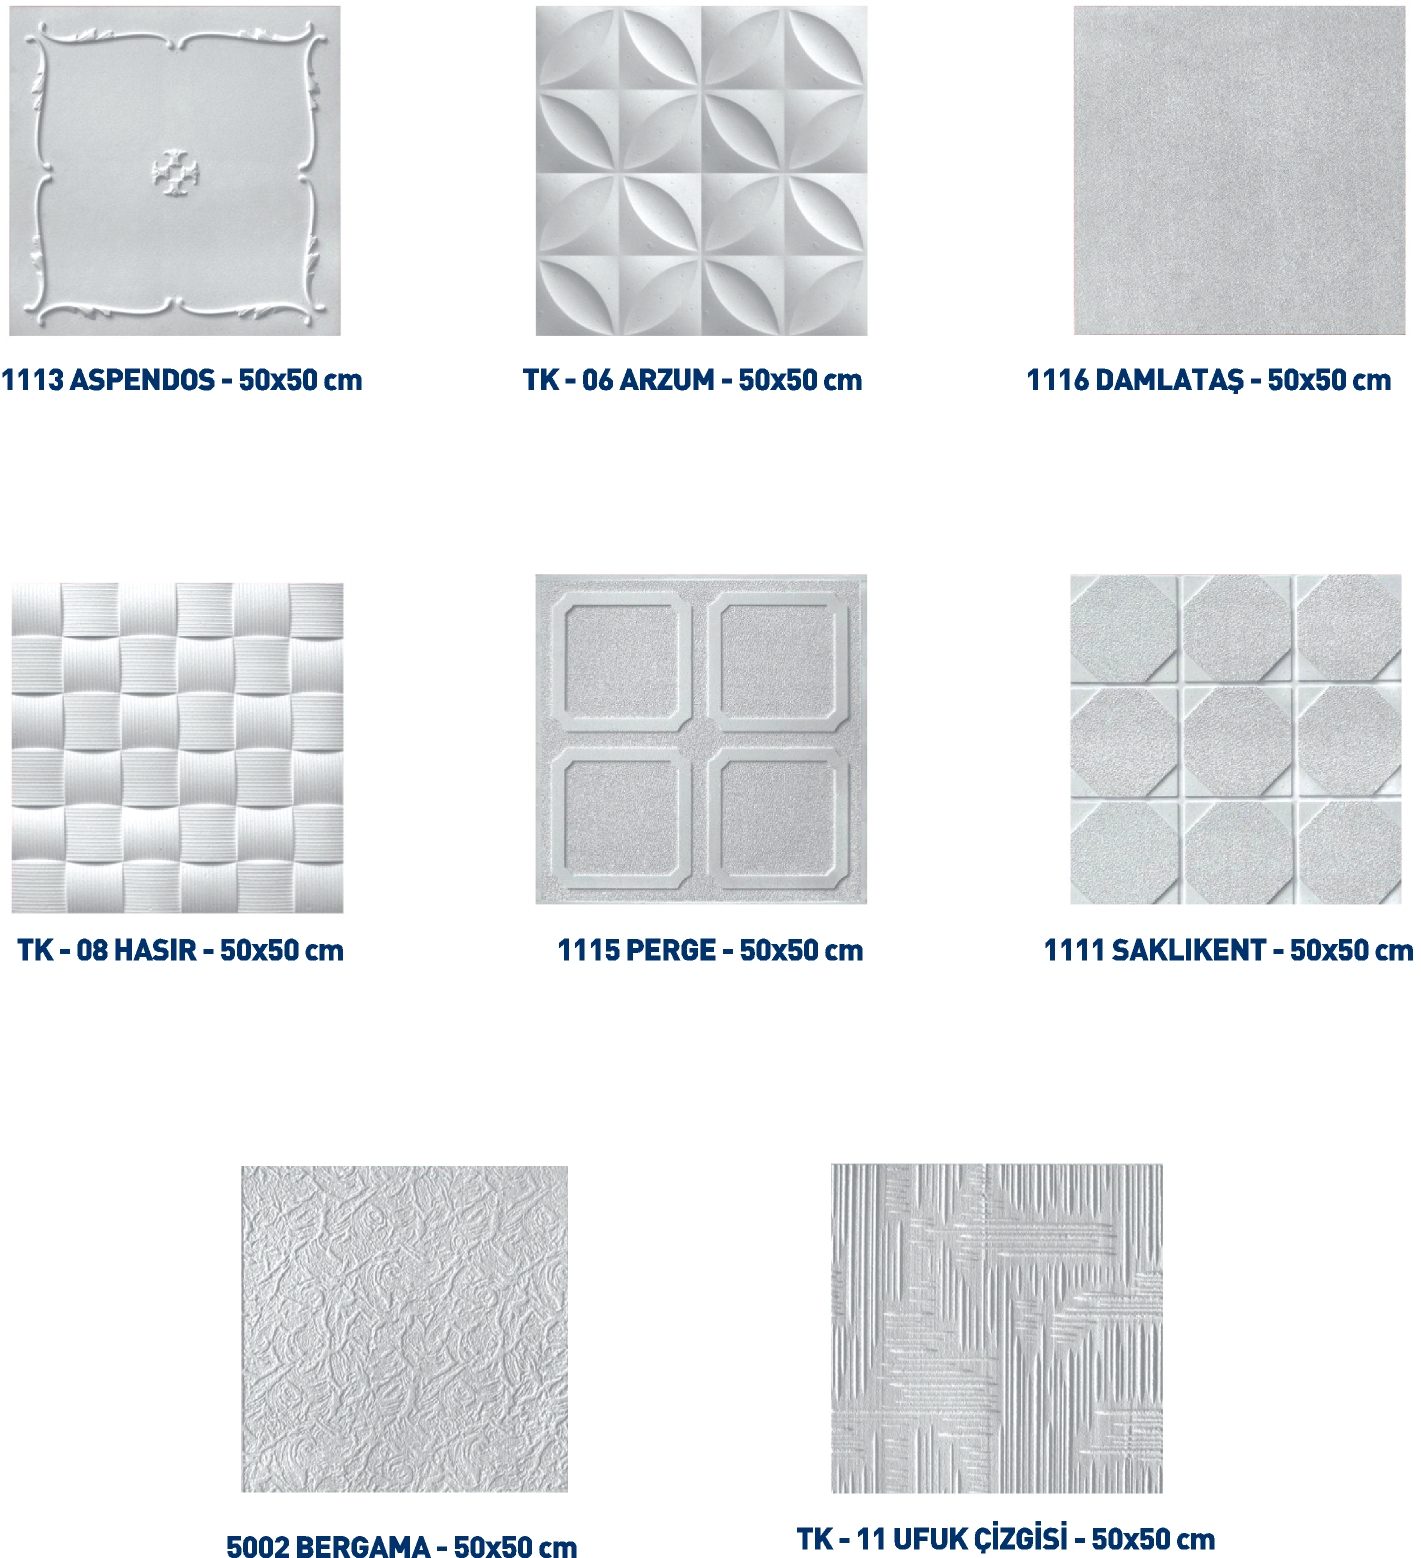 1113 ASPENDOS - 50x50 cm
TK - 06 ARZUM - 50x50 cm
1116 DAMLATAŞ - 50x50 cm
TK - 08 HASIR - 50x50 cm
1115 PERGE - 50x50 cm
1111 SAKLIKENT - 50x50 cm
5002 BERGAMA - 50x50 cm
TK - 11 UFUK ÇİZGİSİ - 50x50 cm